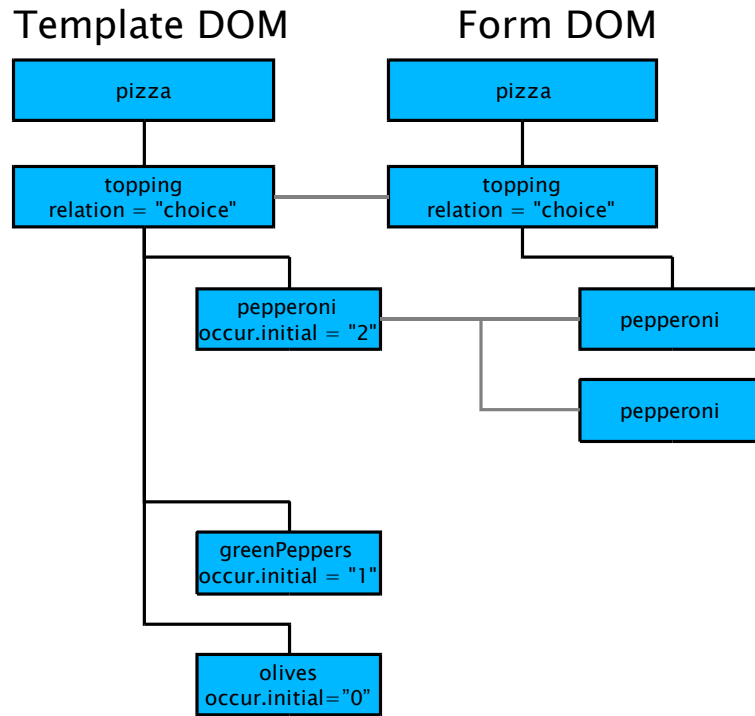 Template DOM
Form DOM
pizza
pizza
topping
relation = "choice"
topping
relation = "choice"
pepperoni
occur.initial = "2"
pepperoni
pepperoni
greenPeppers
occur.initial = "1"
olives
occur.initial=”0”